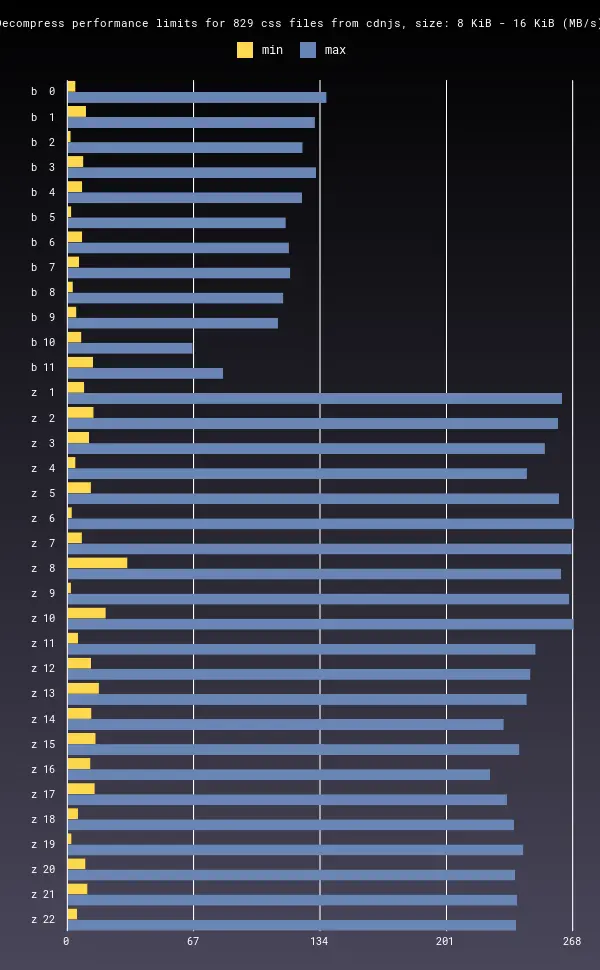 Decompress performance limits for 829 css files from cdnjs, size: 8 KiB - 16 KiB (MB/s)
min max
b 0
b 1
b 2
b 3
b 4
b 5
b 6
b 7
b 8
b 9
b 10
b 11
z 1
z 2
z 3
z 4
z 5
z 6
z 7
z 8
z 9
z 10
z 11
z 12
z 13
z 14
z 15
z 16
z 17
z 18
z 19
z 20
z 21
z 22
0 67 134 201 268